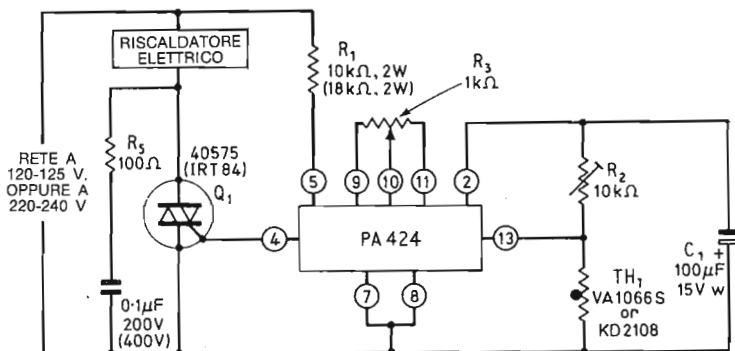 RISCALDATORE
ELETTRICO
R1
10kΩ, 2W
(18kΩ, 2W)
R3
1kΩ
R5
100Ω
40575
(IRT84)
Q1
RETE A
120-125 V,
OPPURE A
220-240 V
5
9
10
11
2
R2
10kΩ
4
PA 424
13
7
8
C1 +
100µF
15V w
TH1
VA1066S
or
KD2108
0·1µF
200V
(400V)